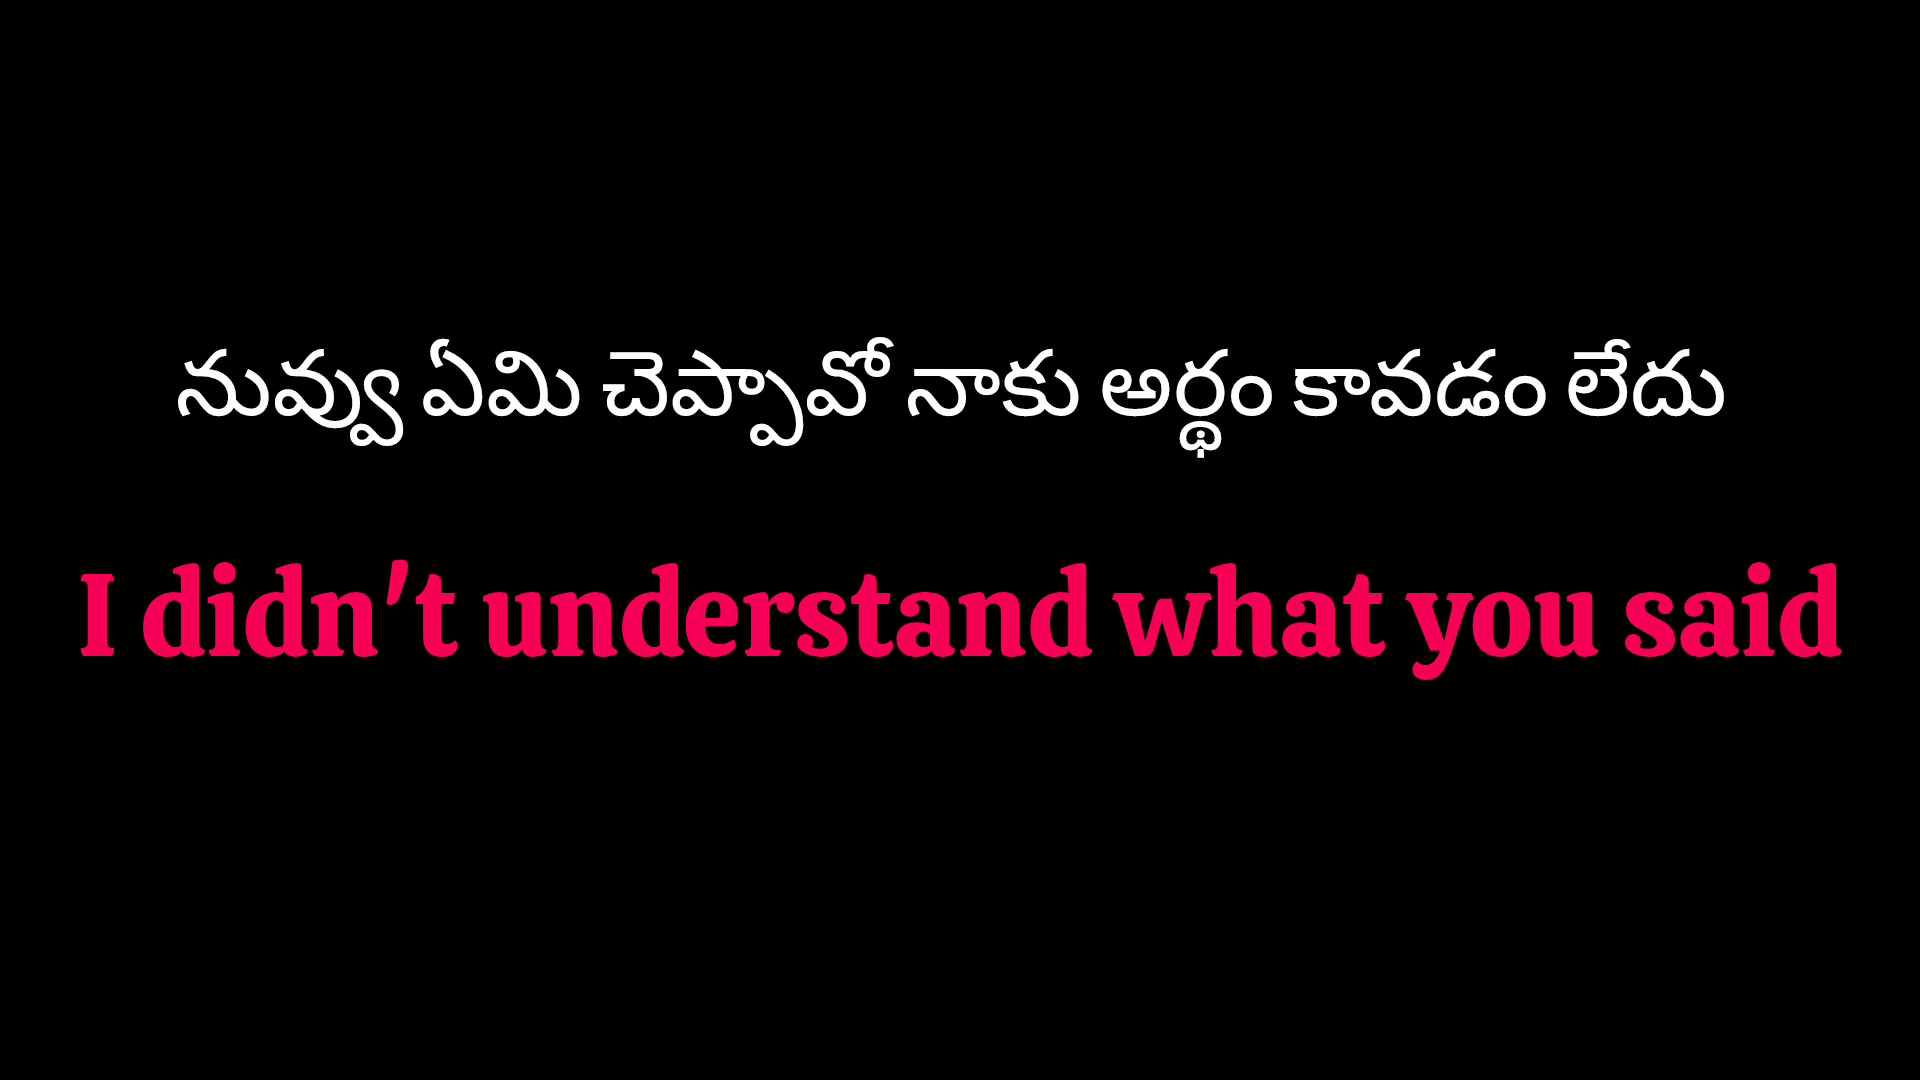 నువ్వు ఏమి చెప్పావో నాకు అర్థం కావడం లేదు
I didn't understand what you said